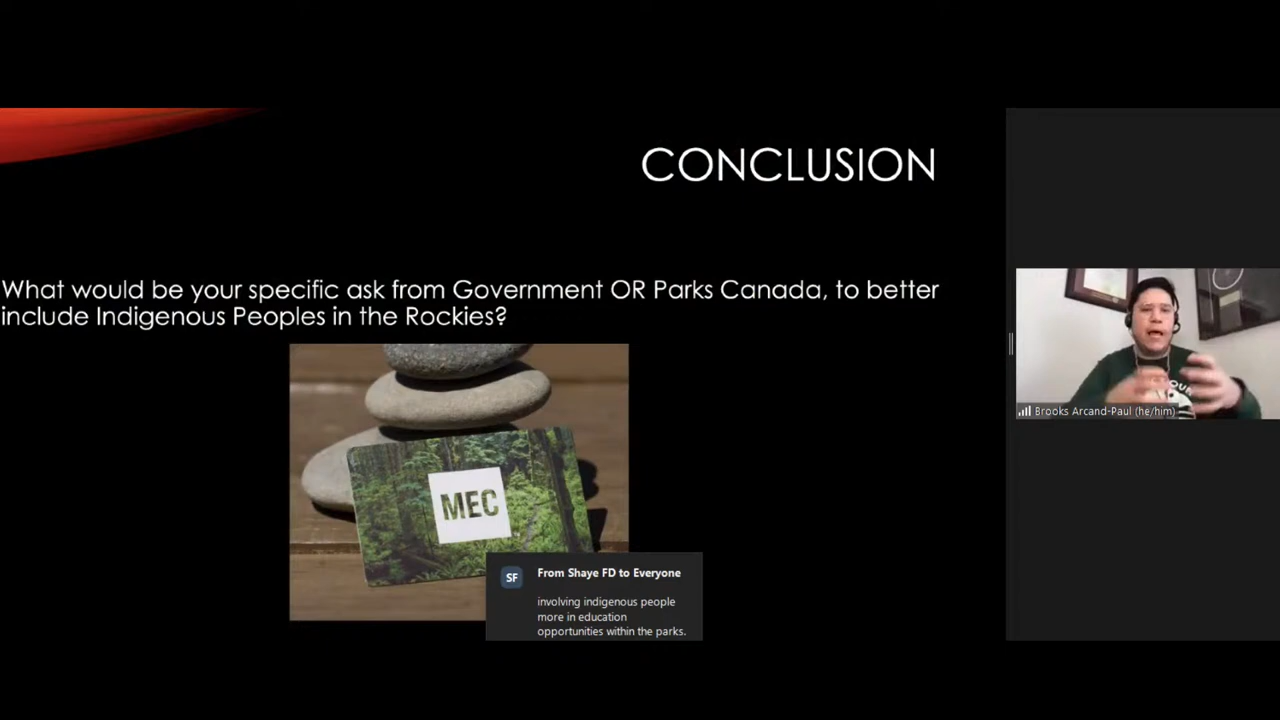 CONCLUSION
What would be your specific ask from Government OR Parks Canada, to better
include Indigenous Peoples in the Rockies?
MEC
SF
From Shaye FD to Everyone
involving indigenous people
more in education
opportunities within the parks.
Brooks Arcand-Paul (he/him)